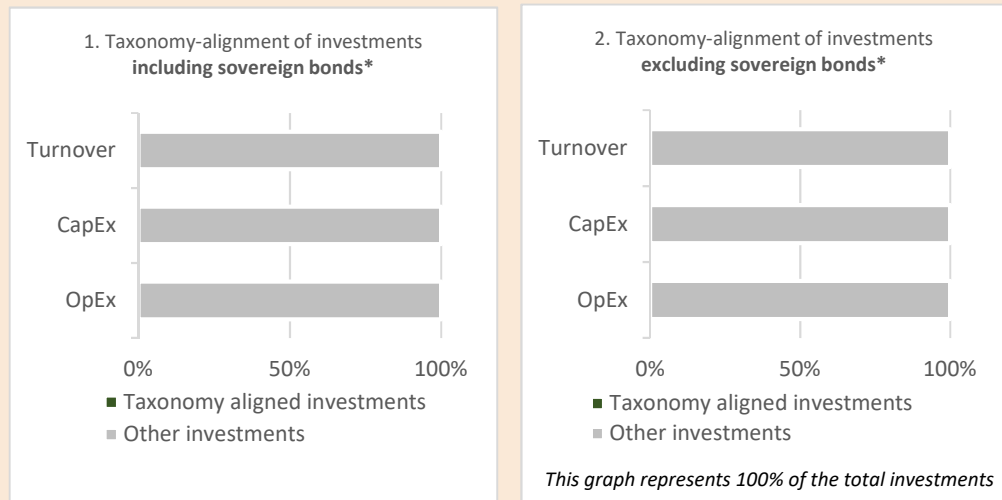 1. Taxonomy-alignment of investments
including sovereign bonds*
Turnover
CapEx
OpEx
0% 50% 100%
Taxonomy aligned investments
Other investments
2. Taxonomy-alignment of investments
excluding sovereign bonds*
Turnover
CapEx
OpEx
0% 50% 100%
Taxonomy aligned investments
Other investments
This graph represents 100% of the total investments